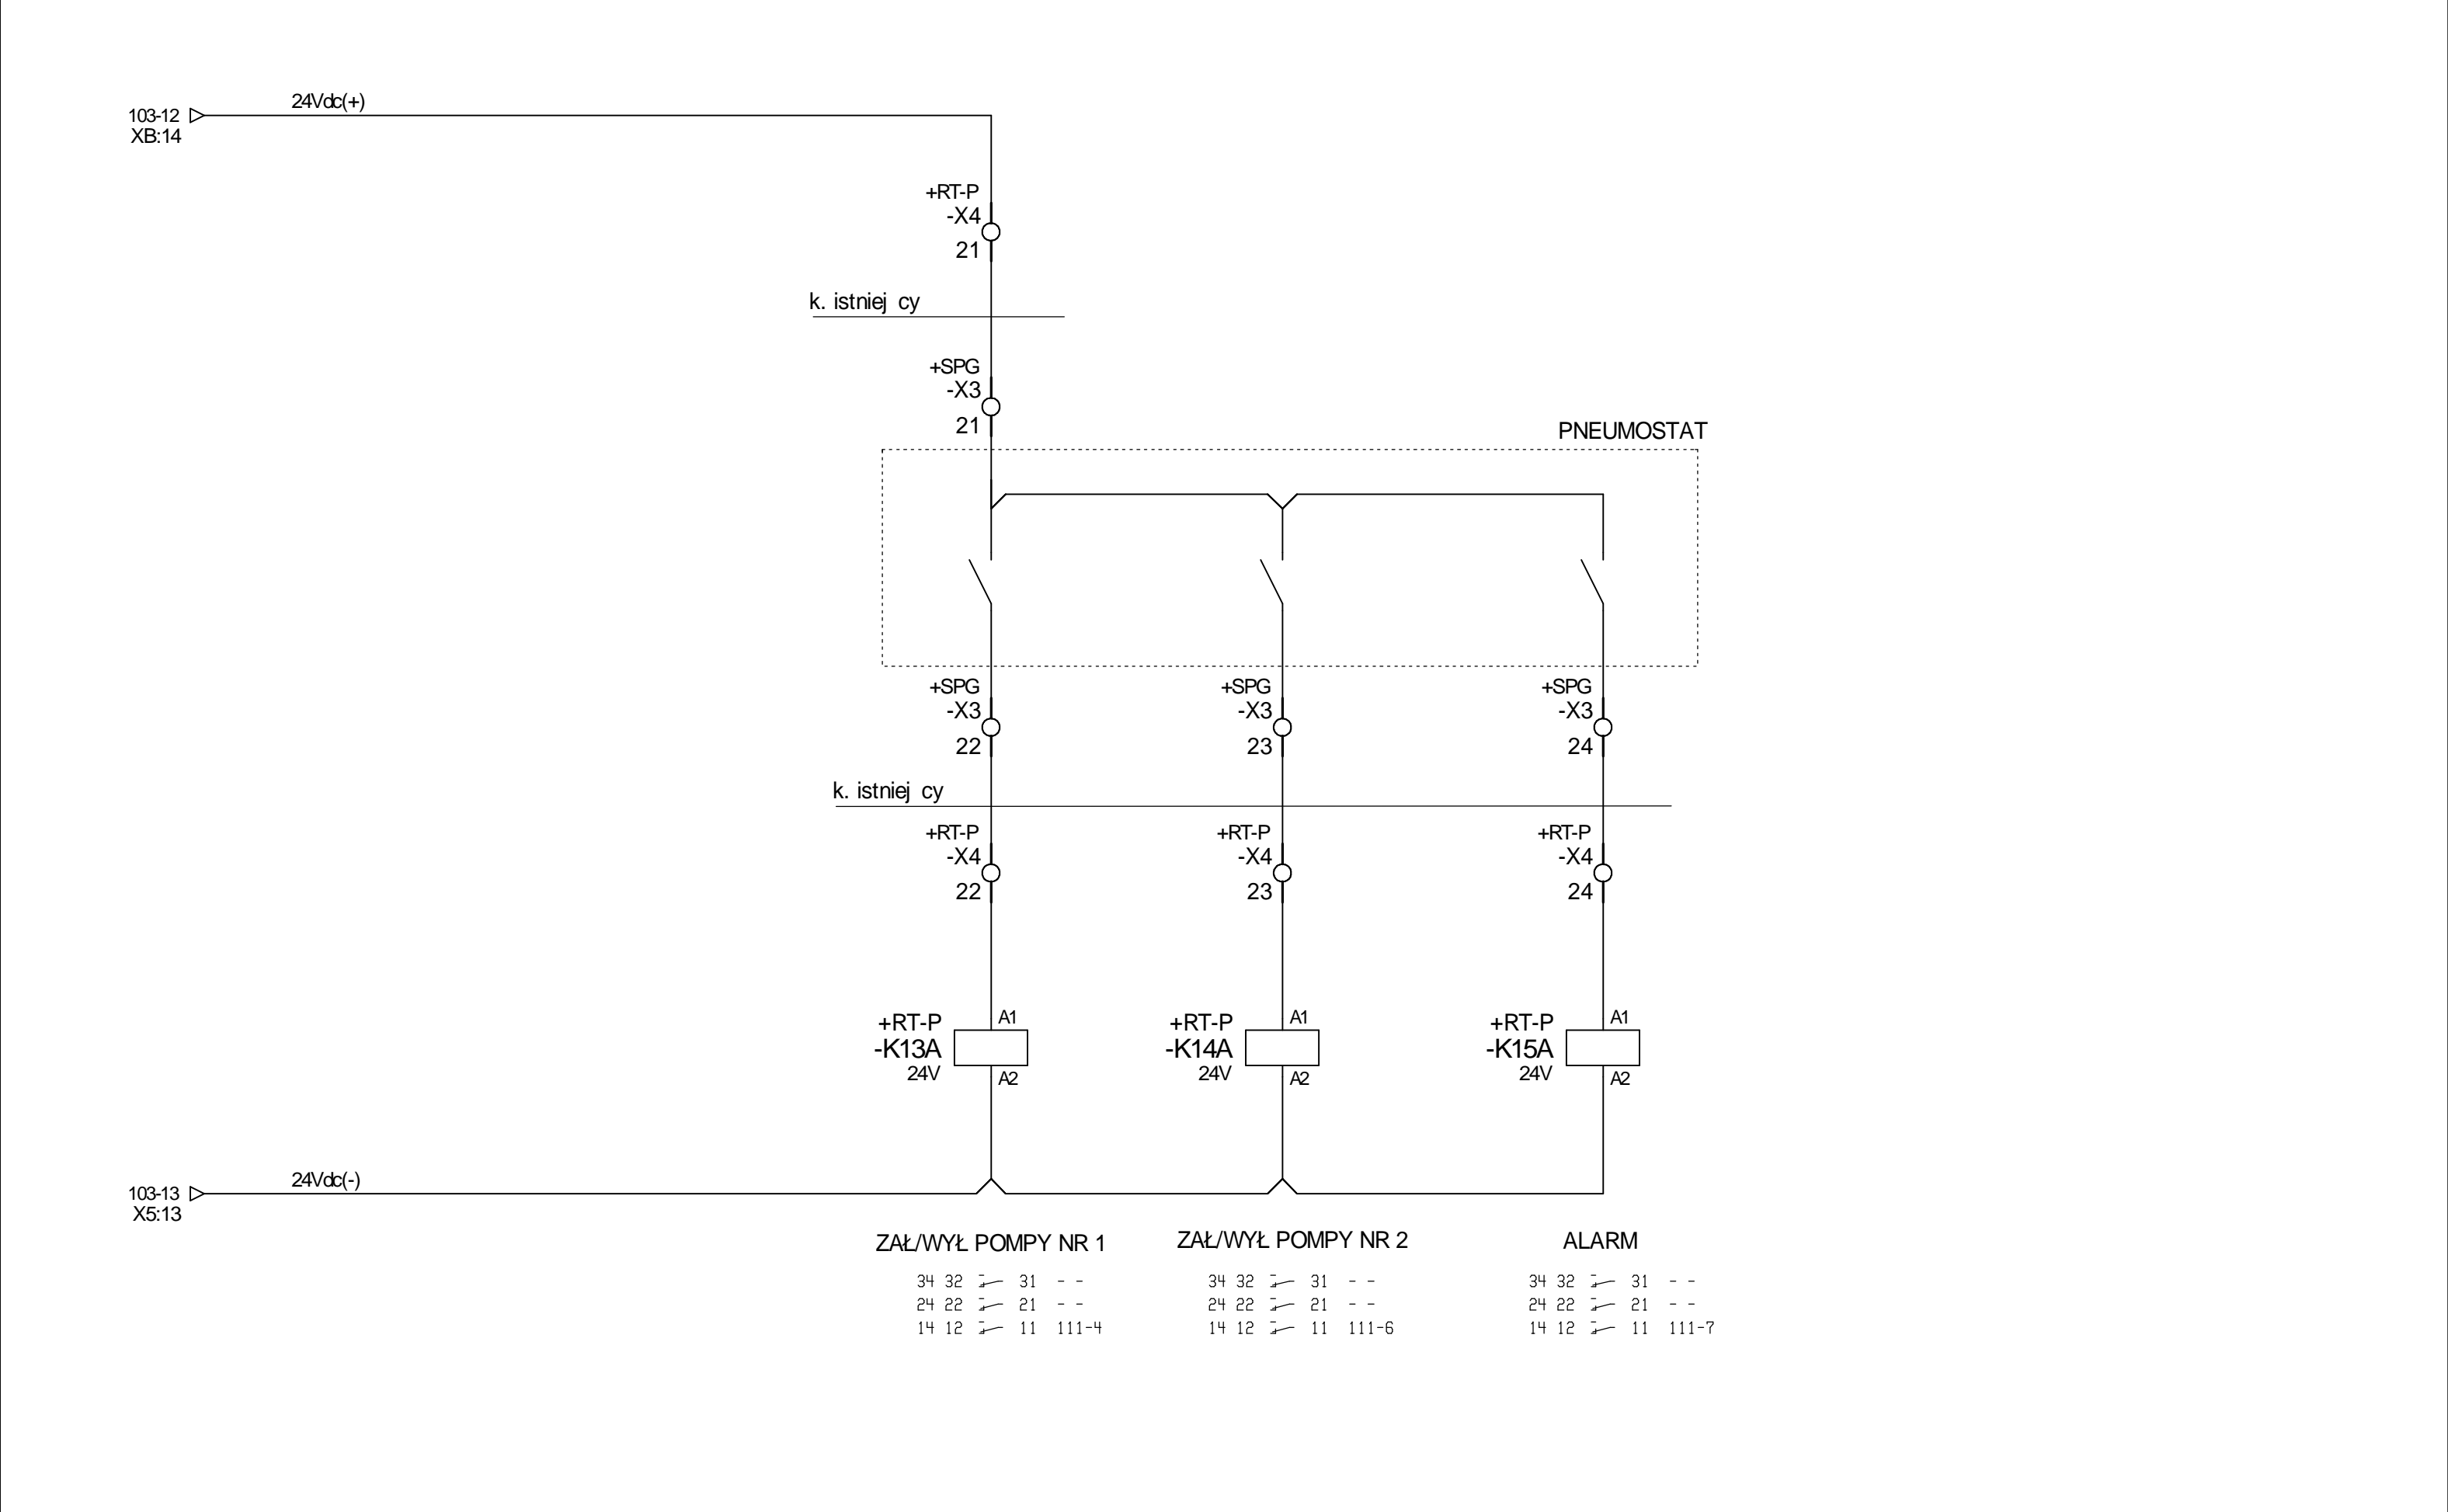 24Vdc(+)
103-12
XB:14
+RT-P
-X4
21
k. istniej cy
+SPG
-X3
21
PNEUMOSTAT
+SPG +SPG +SPG
-X3 -X3 -X3
22 23 24
k. istniej cy
+RT-P +RT-P +RT-P
-X4 -X4 -X4
22 23 24
+RT-P A1 +RT-P A1 +RT-P A1
-K13A -K14A -K15A
24V A2 24V A2 24V A2
24Vdc(-)
103-13
X5:13
ZAŁ/WYŁ POMPY NR 1 ZAŁ/WYŁ POMPY NR 2 ALARM
34 32 31 - - 34 32 31 - - 34 32 31 - -
24 22 21 - - 24 22 21 - - 24 22 21 - -
14 12 11 111-4 14 12 11 111-6 14 12 11 111-7